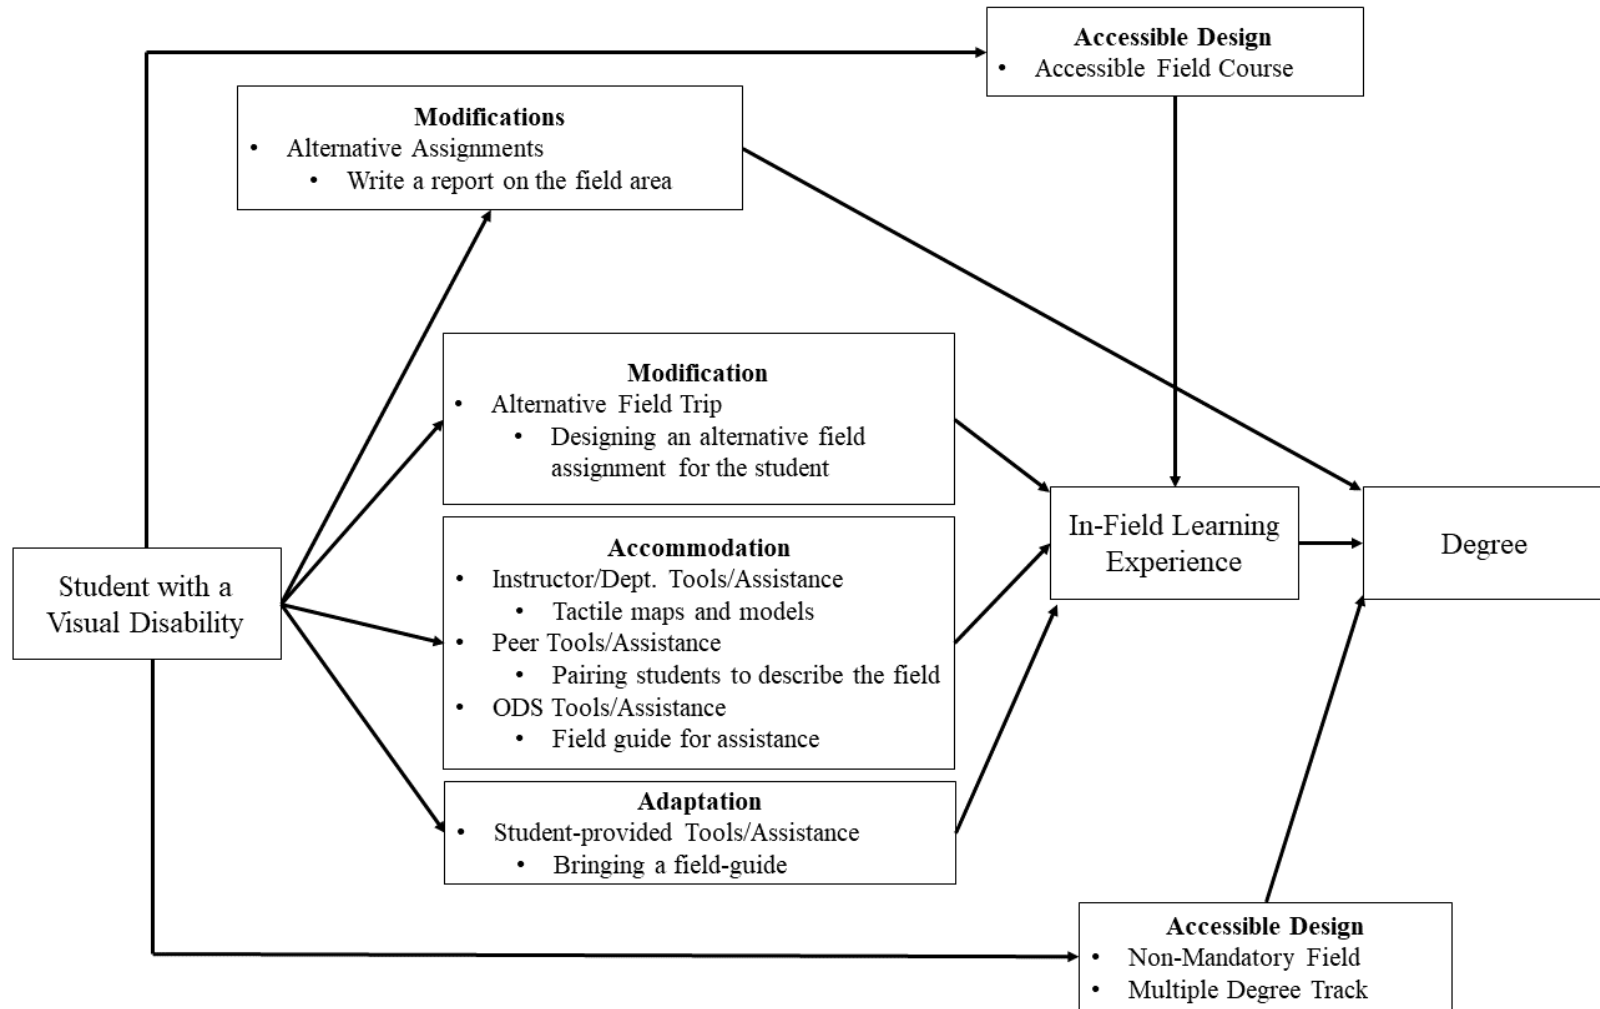 Accessible Design
• Accessible Field Course
Modifications
• Alternative Assignments
• Write a report on the field area
Modification
• Alternative Field Trip
• Designing an alternative field
assignment for the student
Accommodation
• Instructor/Dept. Tools/Assistance
• Tactile maps and models
• Peer Tools/Assistance
• Pairing students to describe the field
• ODS Tools/Assistance
• Field guide for assistance
Adaptation
• Student-provided Tools/Assistance
• Bringing a field-guide
Student with a
Visual Disability
In-Field Learning
Experience
Degree
Accessible Design
• Non-Mandatory Field
• Multiple Degree Track